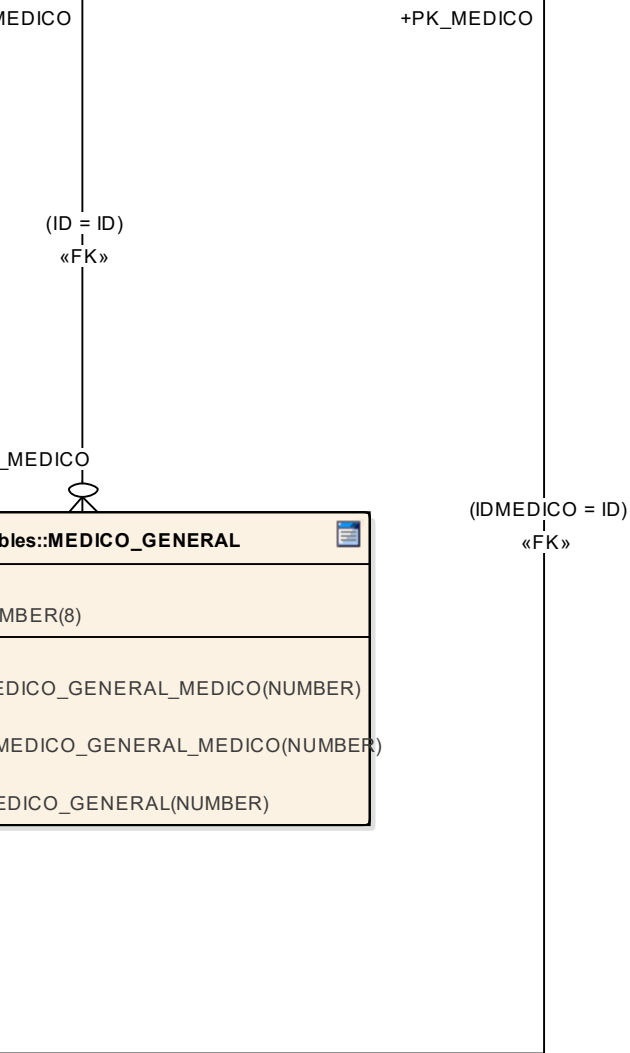 MEDICO
+PK_MEDICO
(ID = ID)
«FK»
_MEDICO
(IDMEDICO = ID)
«FK»
bles::MEDICO_GENERAL
MBER(8)
EDICO_GENERAL_MEDICO(NUMBER)
MEDICO_GENERAL_MEDICO(NUMBER)
EDICO_GENERAL(NUMBER)